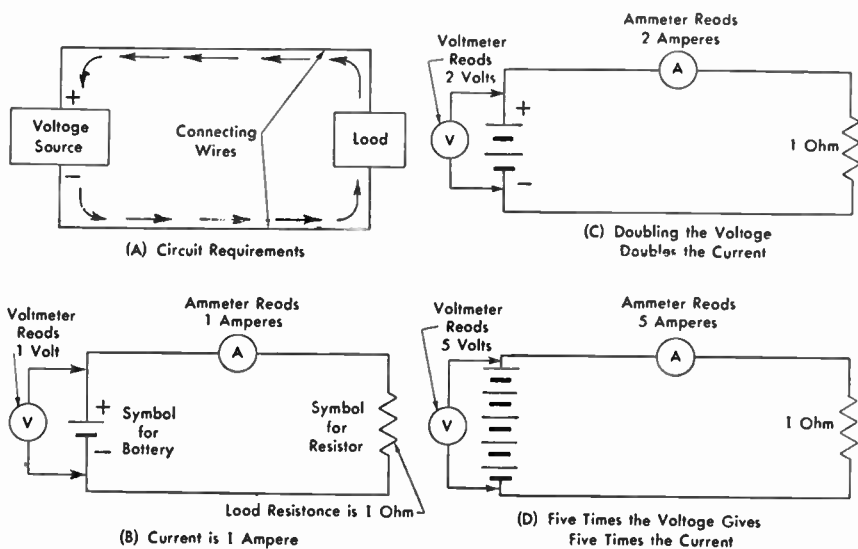 Voltage
Source
+
−
Connecting
Wires
Load
(A) Circuit Requirements
Voltmeter
Reads
2 Volts
Ammeter Reads
2 Amperes
A
V
+
−
1 Ohm
(C) Doubling the Voltage
Doubles the Current
Voltmeter
Reads
1 Volt
Ammeter Reads
1 Amperes
A
V
+
−
Symbol
for
Battery
Symbol
for
Resistor
Load Resistance is 1 Ohm
(B) Current is 1 Ampere
Voltmeter
Reads
5 Volts
Ammeter Reads
5 Amperes
A
V
1 Ohm
(D) Five Times the Voltage Gives
Five Times the Current